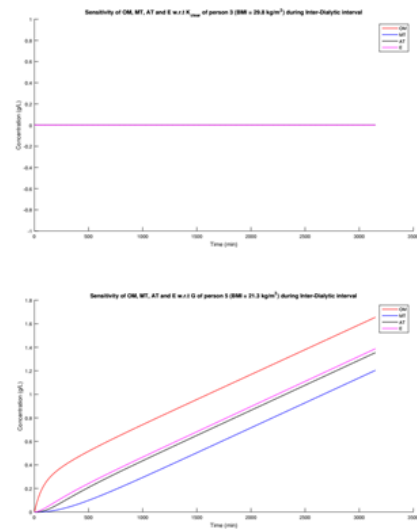 Sensitivity of OM, MT, AT and E w.r.t K of person 3 (BMI = 29.8 kg/m²) during Inter-Dialytic interval
1
0.8
0.6
0.4
0.2
0
-0.2
-0.4
-0.6
-0.8
-1
Concentration (g/L)
OM
MT
AT
E
0 500 1000 1500 2000 2500 3000 3500
Time (min)
Sensitivity of OM, MT, AT and E w.r.t G of person 5 (BMI = 21.3 kg/m²) during Inter-Dialytic interval
1.8
1.6
1.4
1.2
1
0.8
0.6
0.4
0.2
0
Concentration (g/L)
OM
MT
AT
E
0 500 1000 1500 2000 2500 3000 3500
Time (min)